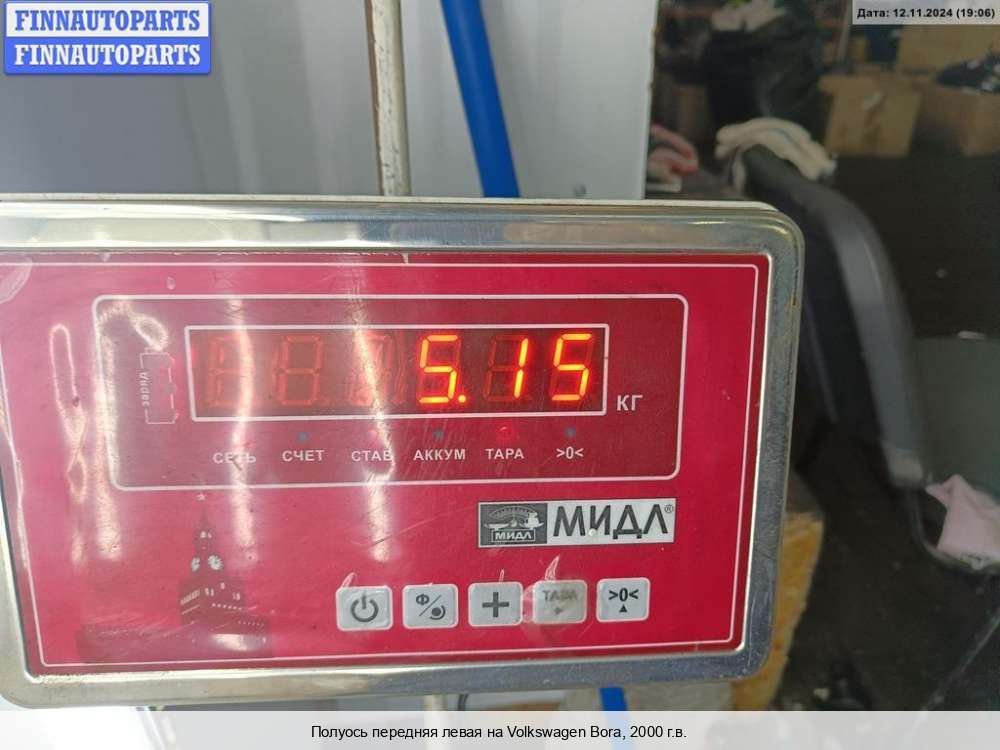 FINNAUTOPARTS
FINNAUTOPARTS
Дата: 12.11.2024 (19:06)
заряд
5.15
КГ
СЕТЬ СЧЕТ СТАБ АККУМ ТАРА >0<
МИДЛ МИДЛ®
Ф/ + ТАРА >0<
Полуось передняя левая на Volkswagen Bora, 2000 г.в.